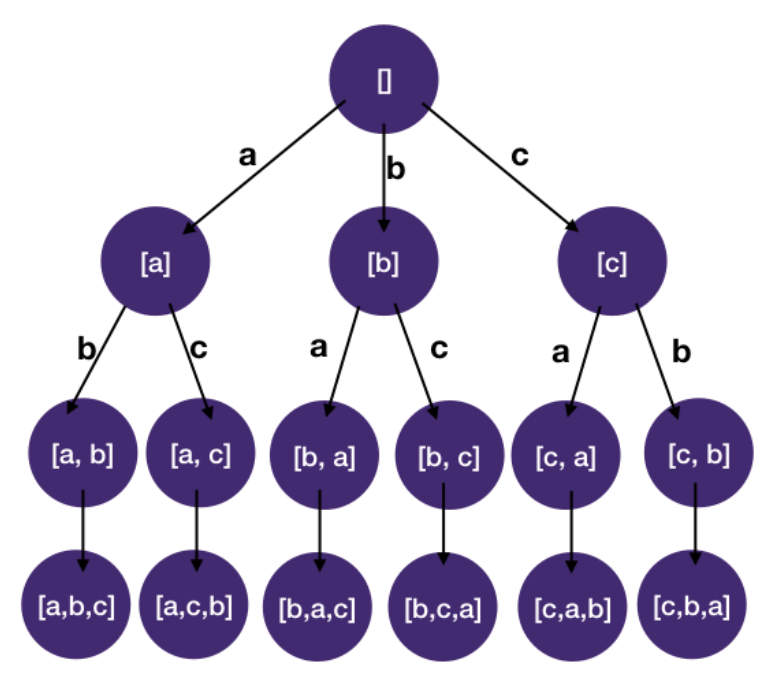 []
a
b
c
[a]
[b]
[c]
b
c
a
c
a
b
[a, b]
[a, c]
[b, a]
[b, c]
[c, a]
[c, b]
[a,b,c]
[a,c,b]
[b,a,c]
[b,c,a]
[c,a,b]
[c,b,a]